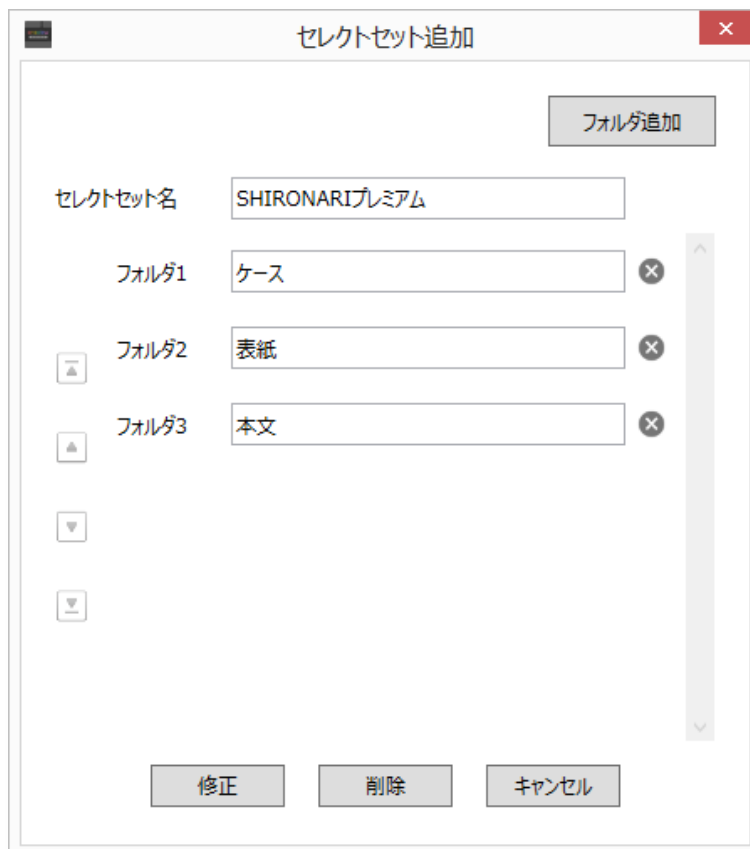 セレクトセット追加
フォルダ追加
セレクトセット名 SHIRONARIプレミアム
フォルダ1 ケース
フォルダ2 表紙
フォルダ3 本文
修正 削除 キャンセル